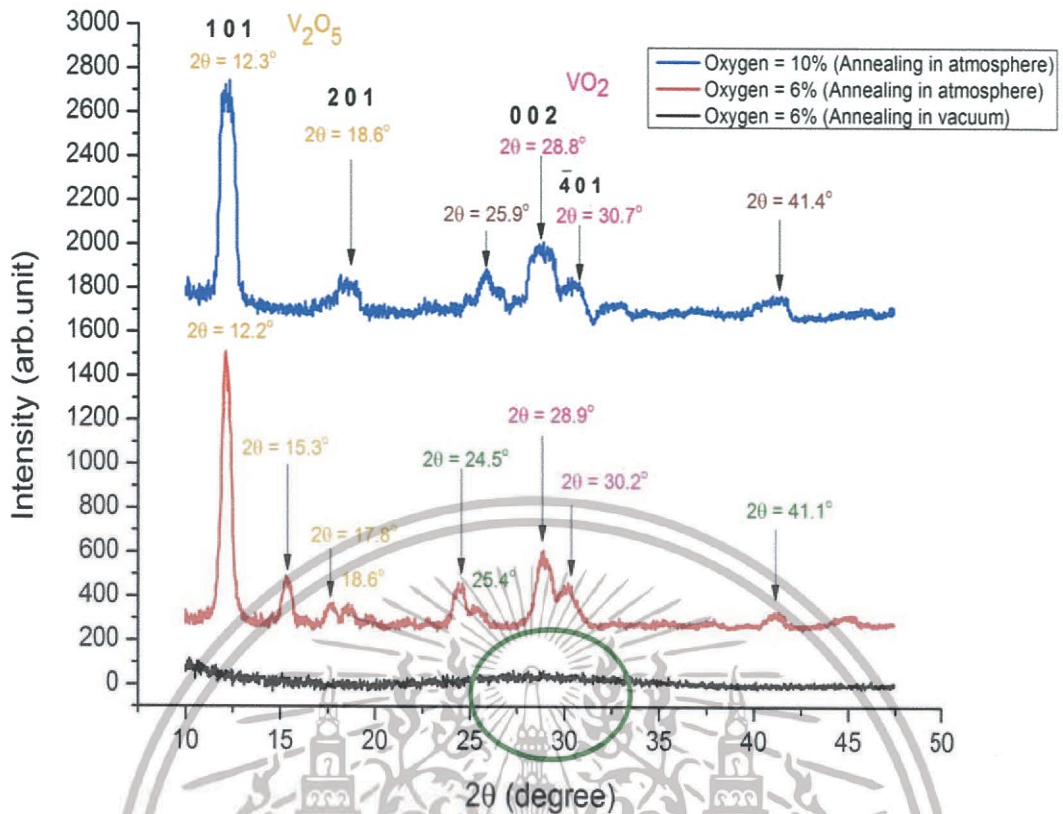 Intensity (arb.unit)
3000
2800
2600
2400
2200
2000
1800
1600
1400
1200
1000
800
600
400
200
0
1 0 1
V₂O₅
2θ = 12.3°
2 0 1
2θ = 18.6°
2θ = 25.9°
VO₂
0 0 2
2θ = 28.8°
4̄ 0 1
2θ = 30.7°
2θ = 41.4°
Oxygen = 10% (Annealing in atmosphere)
Oxygen = 6% (Annealing in atmosphere)
Oxygen = 6% (Annealing in vacuum)
2θ = 12.2°
2θ = 15.3°
2θ = 17.8°
18.6°
2θ = 24.5°
25.4°
2θ = 28.9°
2θ = 30.2°
2θ = 41.1°
10 15 20 25 30 35 40 45 50
2θ (degree)